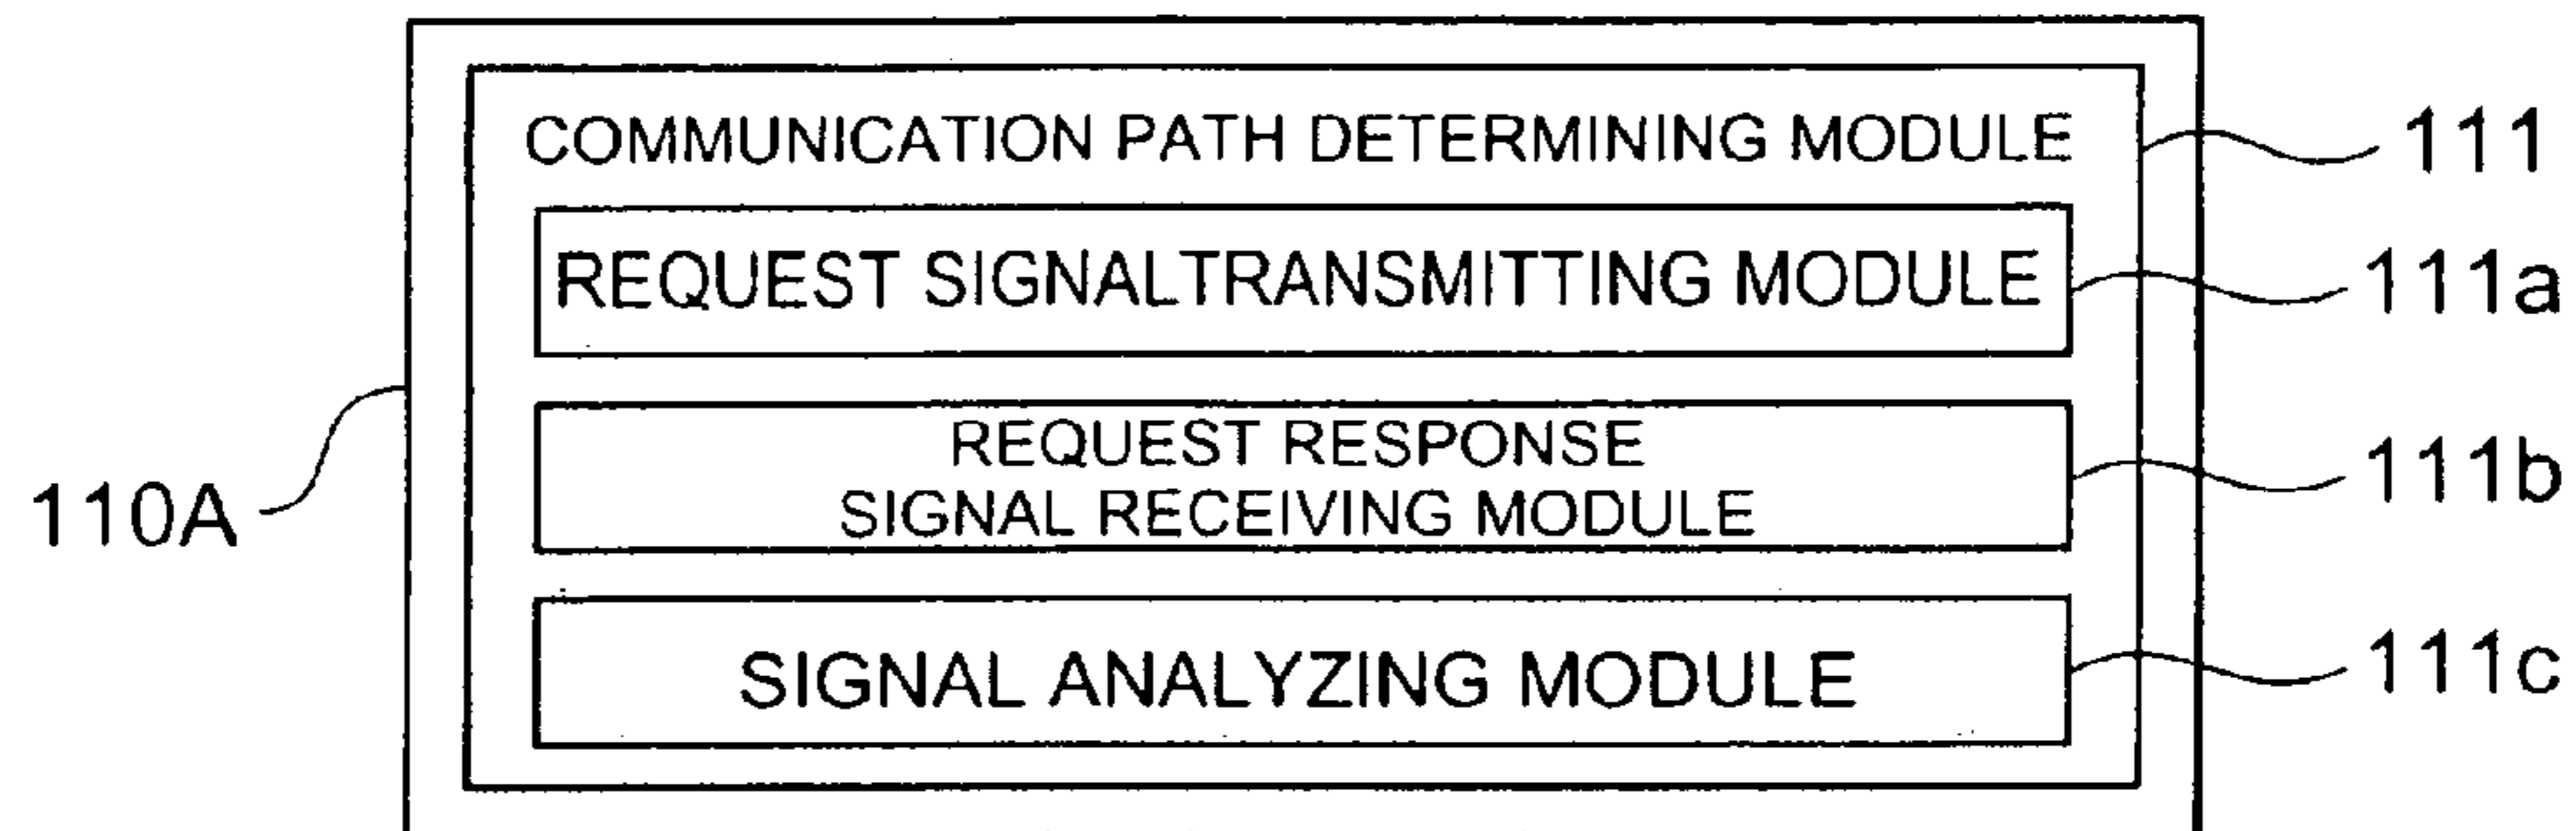 COMMUNICATION PATH DETERMINING MODULE 111
REQUEST SIGNALTRANSMITTING MODULE 111a
REQUEST RESPONSE
SIGNAL RECEIVING MODULE 111b
110A
SIGNAL ANALYZING MODULE 111c